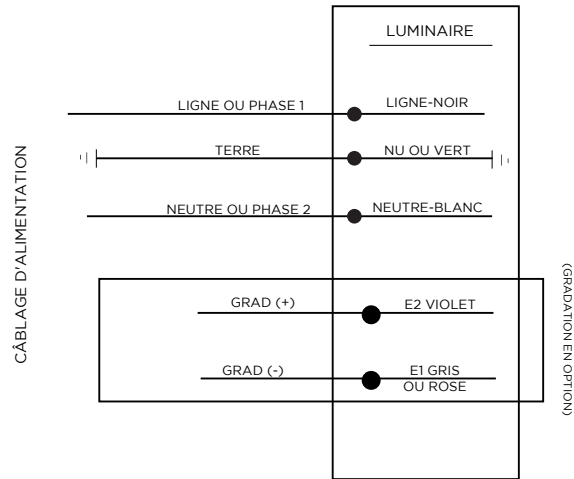 LUMINAIRE
LIGNE OU PHASE 1
LIGNE-NOIR
TERRE
NU OU VERT
NEUTRE OU PHASE 2
NEUTRE-BLANC
CÂBLAGE D'ALIMENTATION
GRAD (+)
E2 VIOLET
GRAD (-)
E1 GRIS
OU ROSE
(GRADATION EN OPTION)